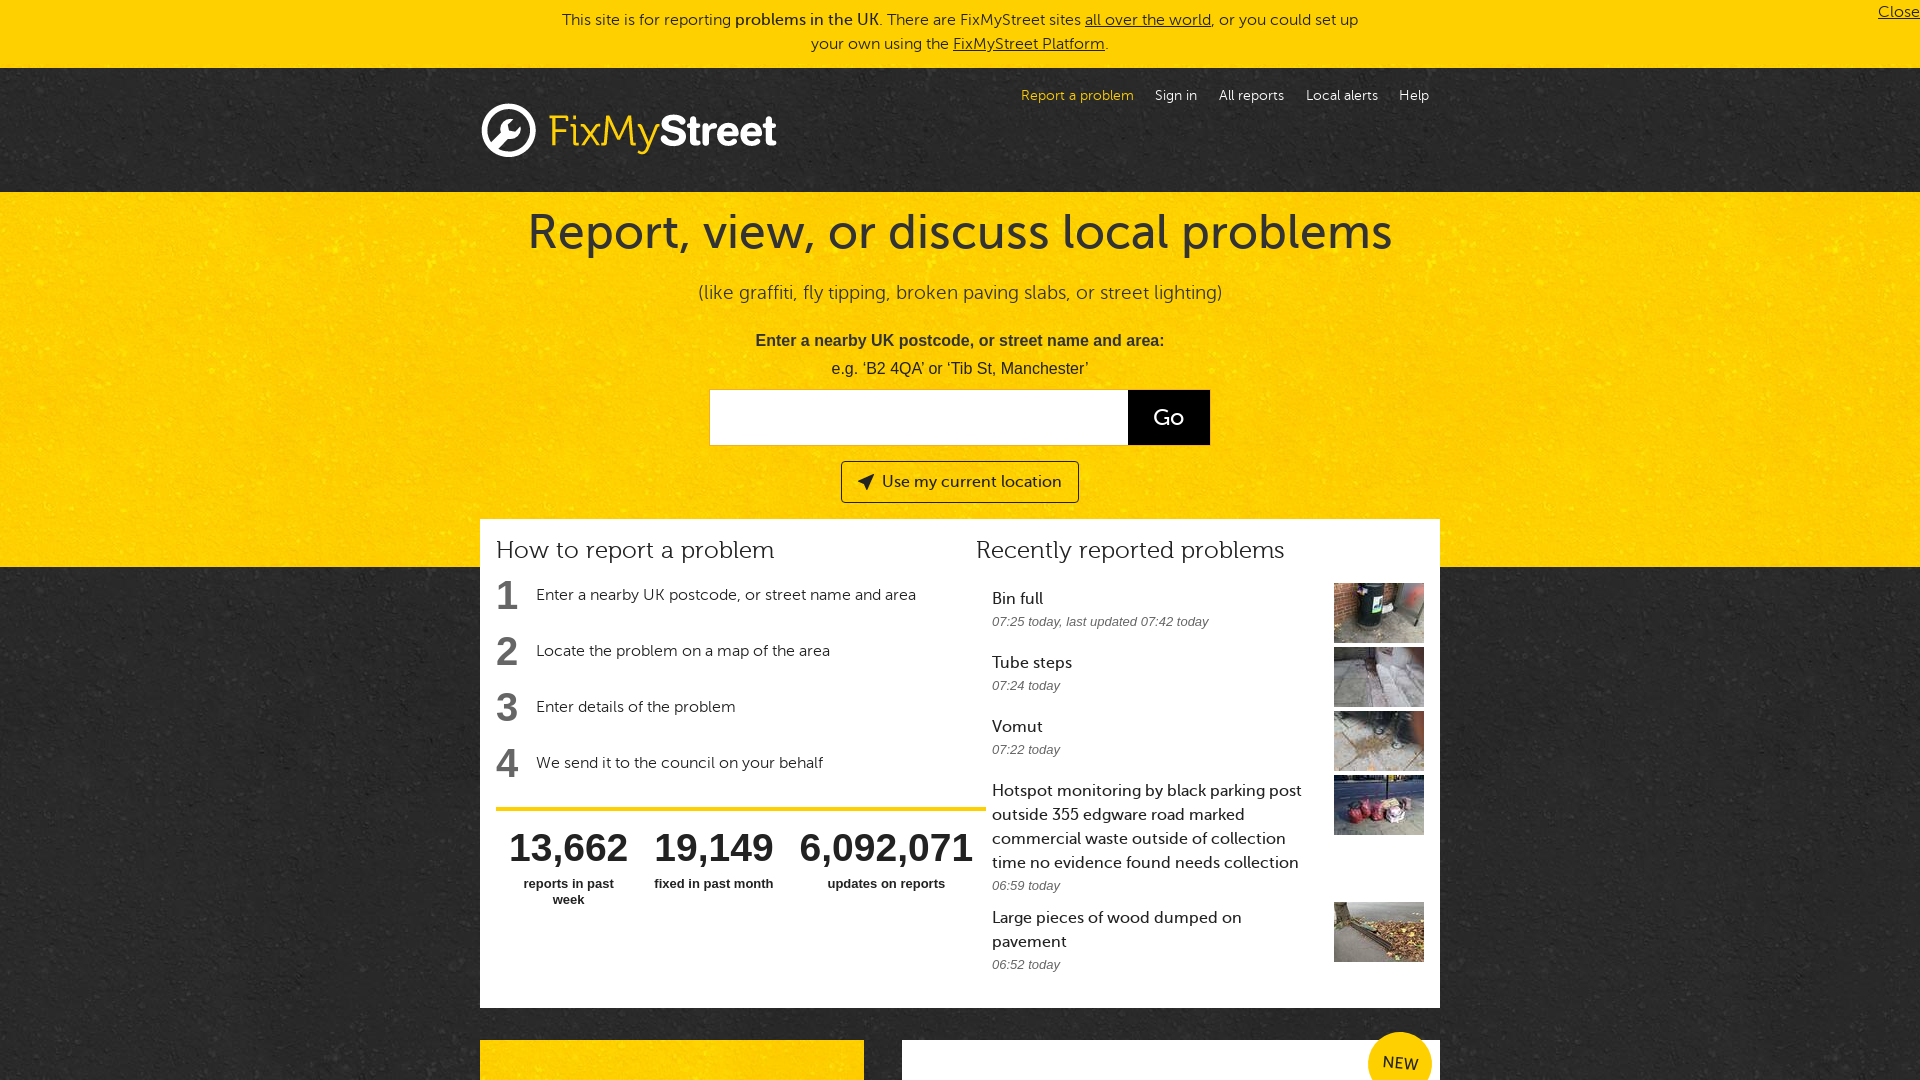 This site is for reporting problems in the UK. There are FixMyStreet sites all over the world, or you could set up
your own using the FixMyStreet Platform.
Close
Report a problem
Sign in
All reports
Local alerts
Help
FixMyStreet
Report, view, or discuss local problems
(like graffiti, fly tipping, broken paving slabs, or street lighting)
Enter a nearby UK postcode, or street name and area:
e.g. ‘B2 4QA’ or ‘Tib St, Manchester’
Go
Use my current location
How to report a problem
1 Enter a nearby UK postcode, or street name and area
2 Locate the problem on a map of the area
3 Enter details of the problem
4 We send it to the council on your behalf
13,662
reports in past
week
19,149
fixed in past month
6,092,071
updates on reports
Recently reported problems
Bin full
07:25 today, last updated 07:42 today
Tube steps
07:24 today
Vomut
07:22 today
Hotspot monitoring by black parking post
outside 355 edgware road marked
commercial waste outside of collection
time no evidence found needs collection
06:59 today
Large pieces of wood dumped on
pavement
06:52 today
NEW